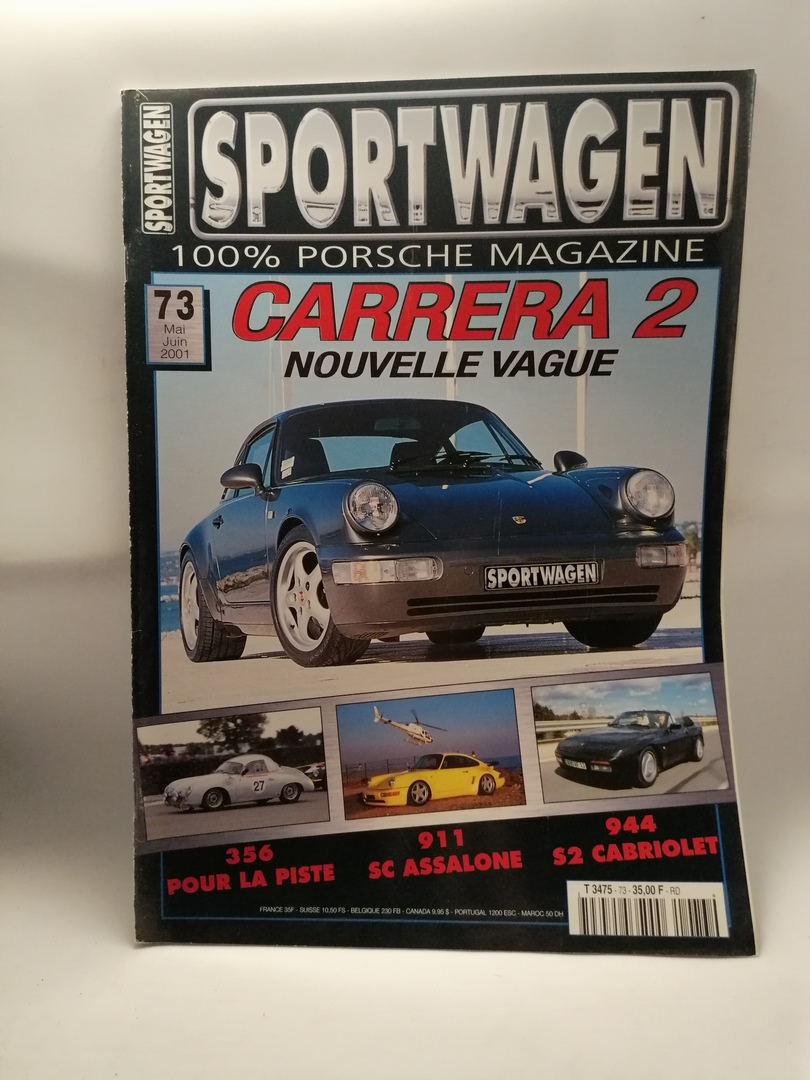 SPORTWAGEN
SPORTWAGEN
100% PORSCHE MAGAZINE
73
Mai
Juin
2001
CARRERA 2
NOUVELLE VAGUE
SPORTWAGEN
27
356
POUR LA PISTE
911
SC ASSALONE
944
S2 CABRIOLET
T 3475 - 73 - 35,00 F - RD
FRANCE 35F - SUISSE 10,50 FS - BELGIQUE 230 FB - CANADA 9,95 $ - PORTUGAL 1200 ESC - MAROC 50 DH